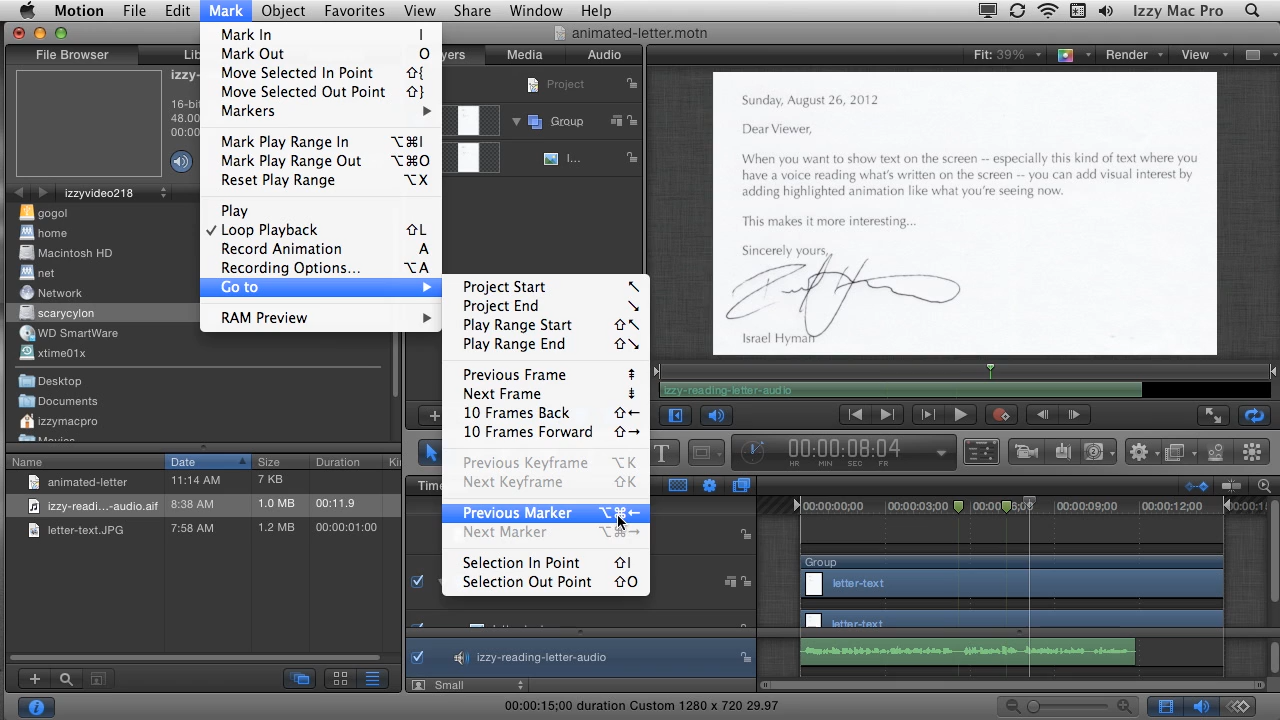 Motion File Edit Mark Object Favorites View Share Window Help Izzy Mac Pro
animated-letter.motn
File Browser
Media Audio
Fit: 39% Render View
Mark In I
Mark Out O
Move Selected In Point ⇧{
Move Selected Out Point ⇧}
Markers
Mark Play Range In ⌥⌘I
Mark Play Range Out ⌥⌘O
Reset Play Range ⌥X
Play
Loop Playback ⇧L
Record Animation A
Recording Options... ⌥A
Go to
RAM Preview
Project Start ↖
Project End ↘
Play Range Start ⇧↖
Play Range End ⇧↘
Previous Frame ⇞
Next Frame ⇟
10 Frames Back ⇧←
10 Frames Forward ⇧→
Previous Keyframe ⌥K
Next Keyframe ⇧K
Previous Marker ⌥⌘←
Next Marker ⌥⌘→
Selection In Point ⇧I
Selection Out Point ⇧O
izzyvideo218
gogol
home
Macintosh HD
net
Network
scarycylon
WD SmartWare
xtime01x
Desktop
Documents
izzymacpro
Movies
Name Date Size Duration
animated-letter 11:14 AM 7 KB
izzy-readi...-audio.aif 8:38 AM 1.0 MB 00:11.9
letter-text.JPG 7:58 AM 1.2 MB 00:00:01:00
Project
Group
I...
Sunday, August 26, 2012
Dear Viewer,
When you want to show text on the screen -- especially this kind of text where you
have a voice reading what's written on the screen -- you can add visual interest by
adding highlighted animation like what you're seeing now.
This makes it more interesting...
Sincerely yours,
Israel Hyman
izzy-reading-letter-audio
T
00:00:08:04
HR MIN SEC FR
00:00:00;00 00:00:03;00 00:00:09;00 00:00:12;00
Group
letter-text
letter-text
izzy-reading-letter-audio
Small
00:00:15;00 duration Custom 1280 x 720 29.97